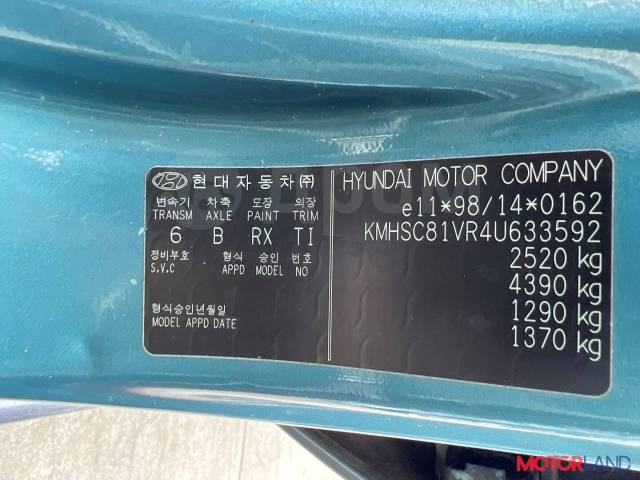 현대자동차㈜
변속기 차축 도장 의장
TRANSM AXLE PAINT TRIM
6 B RX TI
정비부호 형식 승인 번호
S.V.C APPD MODEL NO
형식승인년월일
MODEL APPD DATE
HYUNDAI MOTOR COMPANY
e11*98/14*0162
KMHSC81VR4U633592
2520 kg
4390 kg
1290 kg
1370 kg
MOTORLAND